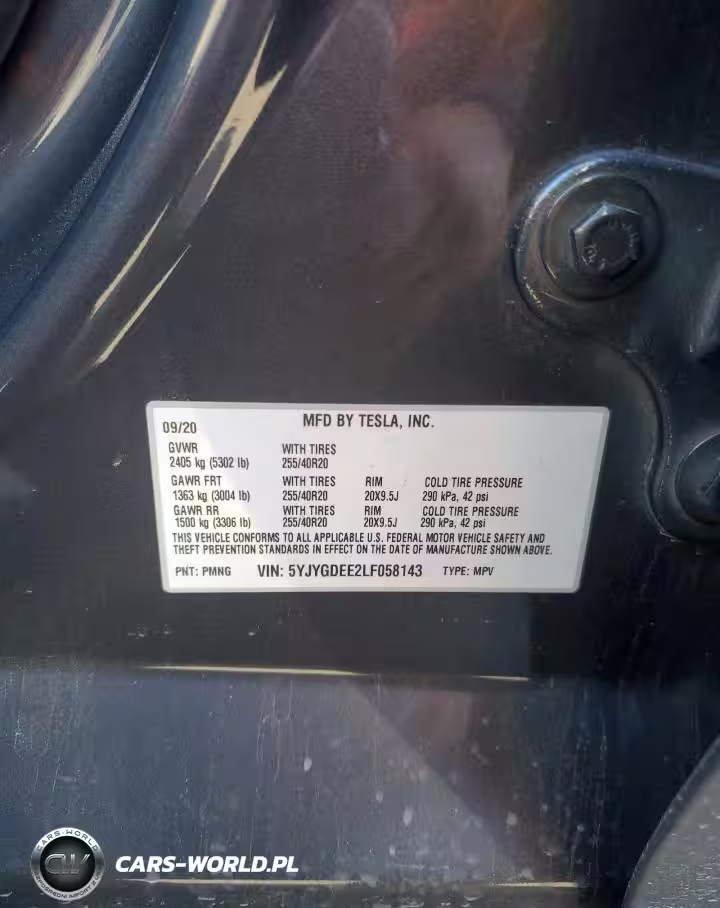 09/20 MFD BY TESLA, INC.
GVWR WITH TIRES
2405 kg (5302 lb) 255/40R20
GAWR FRT WITH TIRES RIM COLD TIRE PRESSURE
1363 kg (3004 lb) 255/40R20 20X9.5J 290 kPa, 42 psi
GAWR RR WITH TIRES RIM COLD TIRE PRESSURE
1500 kg (3306 lb) 255/40R20 20X9.5J 290 kPa, 42 psi
THIS VEHICLE CONFORMS TO ALL APPLICABLE U.S. FEDERAL MOTOR VEHICLE SAFETY AND
THEFT PREVENTION STANDARDS IN EFFECT ON THE DATE OF MANUFACTURE SHOWN ABOVE.
PNT: PMNG VIN: 5YJYGDEE2LF058143 TYPE: MPV
CARS-WORLD
CW
CARS-WORLD.PL